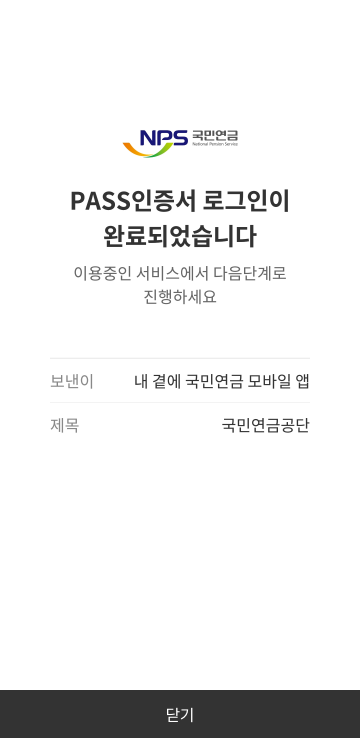 NPS 국민연금
National Pension Service
PASS인증서 로그인이
완료되었습니다
이용중인 서비스에서 다음단계로
진행하세요
보낸이 내 곁에 국민연금 모바일 앱
제목 국민연금공단
닫기